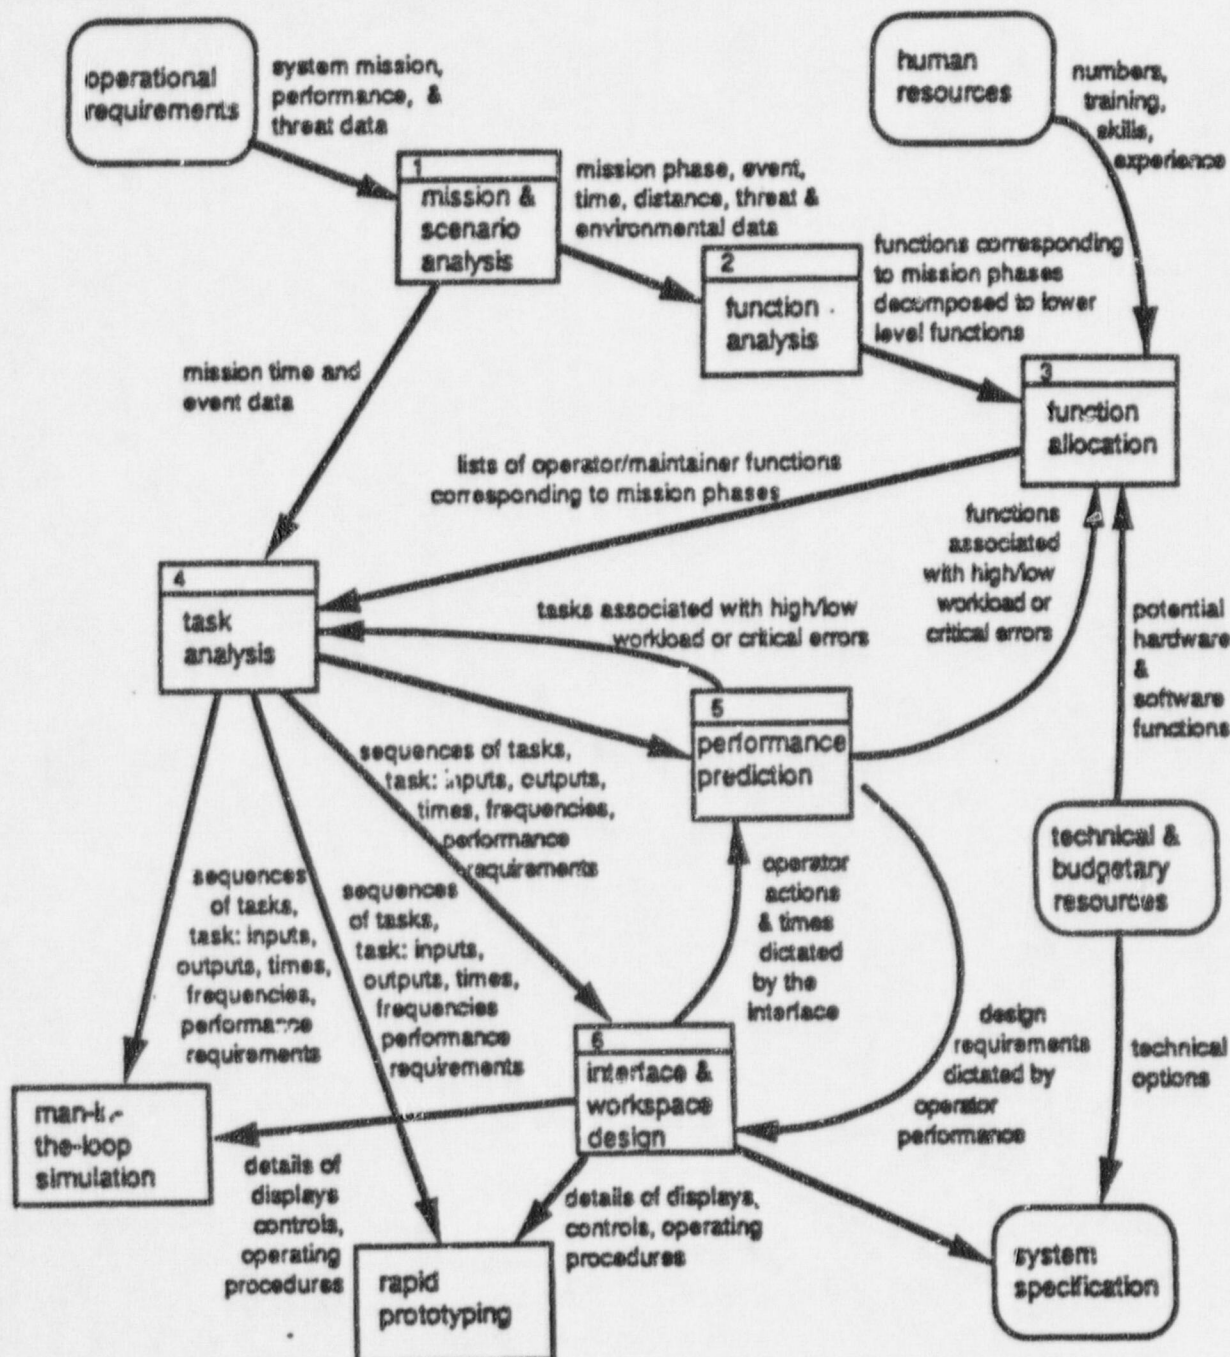 operational
requirements
system mission,
performance, &
threat data
human
resources
numbers,
training,
skills,
experience
1
mission &
scenario
analysis
mission phase, event,
time, distance, threat &
environmental data
2
function
analysis
functions corresponding
to mission phases
decomposed to lower
level functions
3
function
allocation
mission time and
event data
lists of operator/maintainer functions
corresponding to mission phases
functions
associated
with high/low
workload or
critical errors
4
task
analysis
tasks associated with high/low
workload or critical errors
potential
hardware
&
software
functions
5
performance
prediction
sequences of tasks,
task: inputs, outputs,
times, frequencies,
performance
requirements
technical &
budgetary
resources
operator
actions
& times
dictated
by the
interface
sequences
of tasks,
task: inputs,
outputs, times,
frequencies,
performance
requirements
sequences
of tasks,
task: inputs,
outputs, times,
frequencies
performance
requirements
design
requirements
dictated by
operator
performance
technical
options
6
interface &
workspace
design
man-in-
the-loop
simulation
details of
displays
controls,
operating
procedures
details of displays,
controls, operating
procedures
rapid
prototyping
system
specification